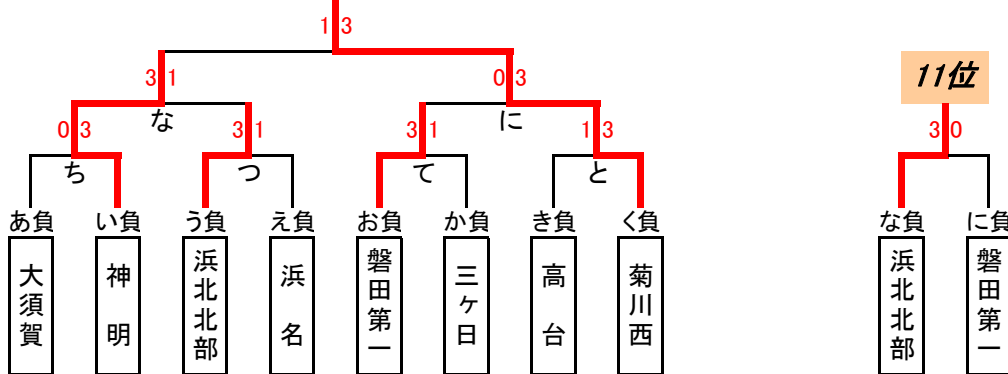 1 3
11位
3 1
0 3
な
に
0 3
3 1
3 1
1 3
3 0
ち
つ
て
と
あ負 い負 う負 え負 お負 か負 き負 く負 な負 に負
大須賀
神明
浜北北部
浜名
磐田第一
三ヶ日
高台
菊川西
浜北北部
磐田第一